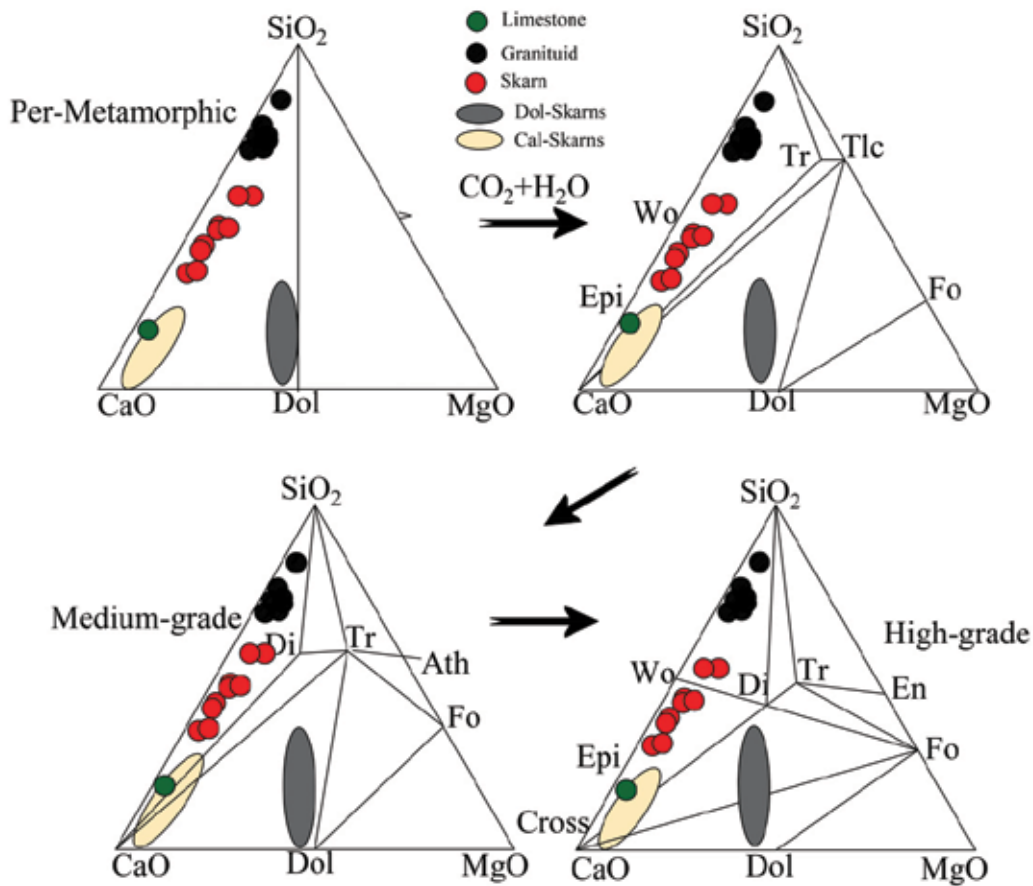 SiO₂
Limestone
Granituid
Skarn
Dol-Skarns
Cal-Skarns
Per-Metamorphic
CaO
Dol
MgO
CO₂+H₂O
SiO₂
Tr
Tlc
Wo
Epi
Fo
CaO
Dol
MgO
SiO₂
Medium-grade
Di
Tr
Ath
Fo
CaO
Dol
MgO
SiO₂
High-grade
Wo
Di
Tr
En
Epi
Fo
Cross
CaO
Dol
MgO